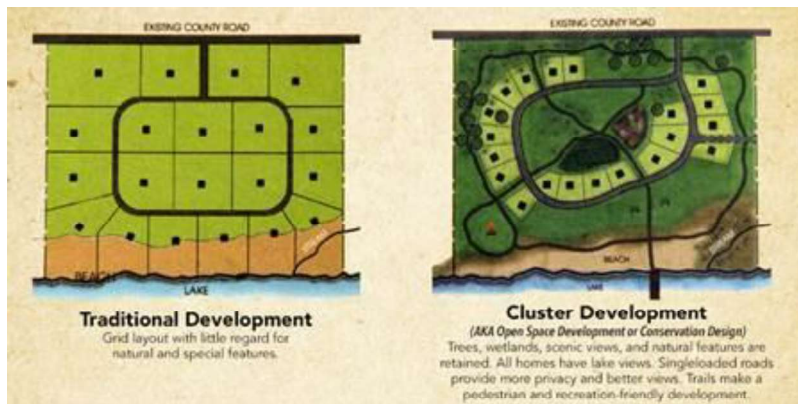 EXISTING COUNTY ROAD
STREAM
BEACH
LAKE
Traditional Development
Grid layout with little regard for
natural and special features.
EXISTING COUNTY ROAD
BEACH
STREAM
LAKE
Cluster Development
(AKA Open Space Development or Conservation Design)
Trees, wetlands, scenic views, and natural features are
retained. All homes have lake views. Singleloaded roads
provide more privacy and better views. Trails make a
pedestrian and recreation-friendly development.